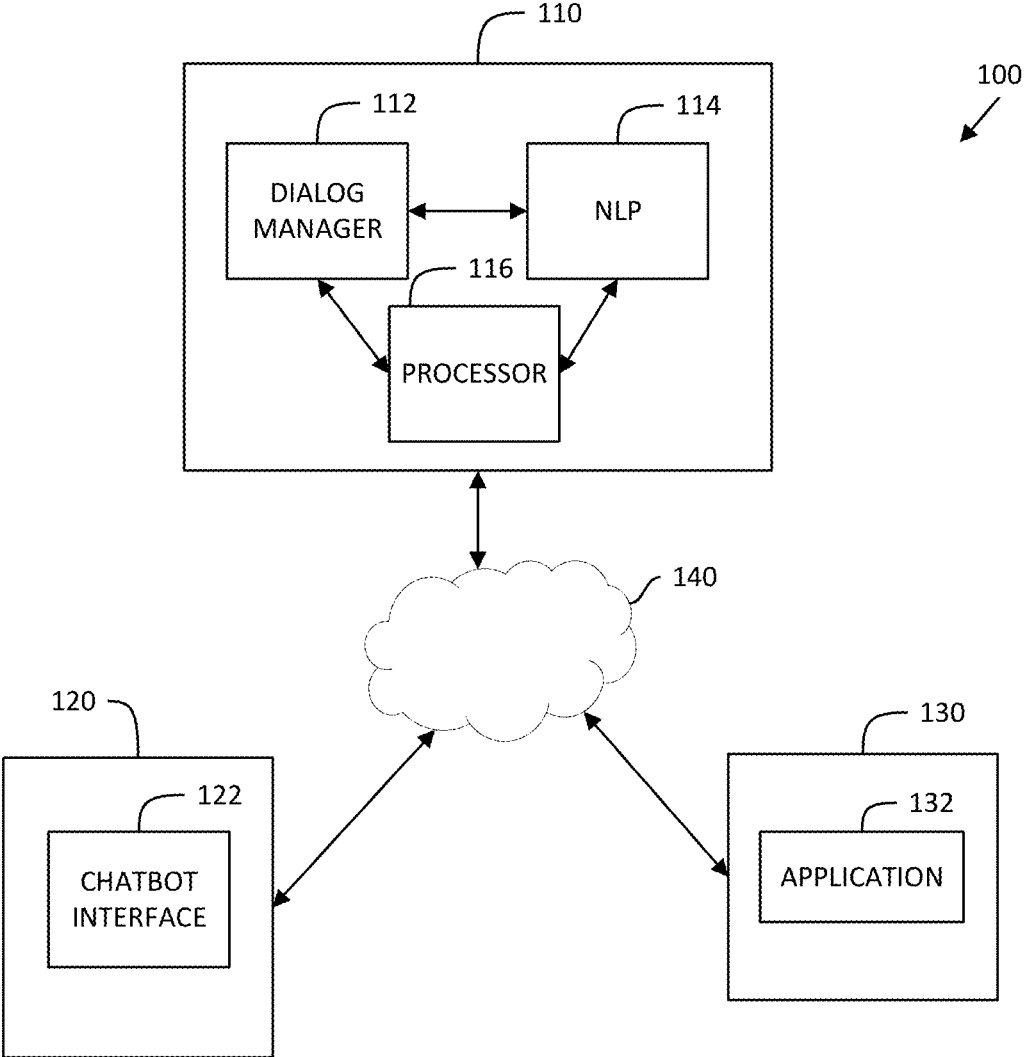 110
100
112
114
DIALOG
MANAGER
NLP
116
PROCESSOR
140
120
130
122
132
CHATBOT
INTERFACE
APPLICATION